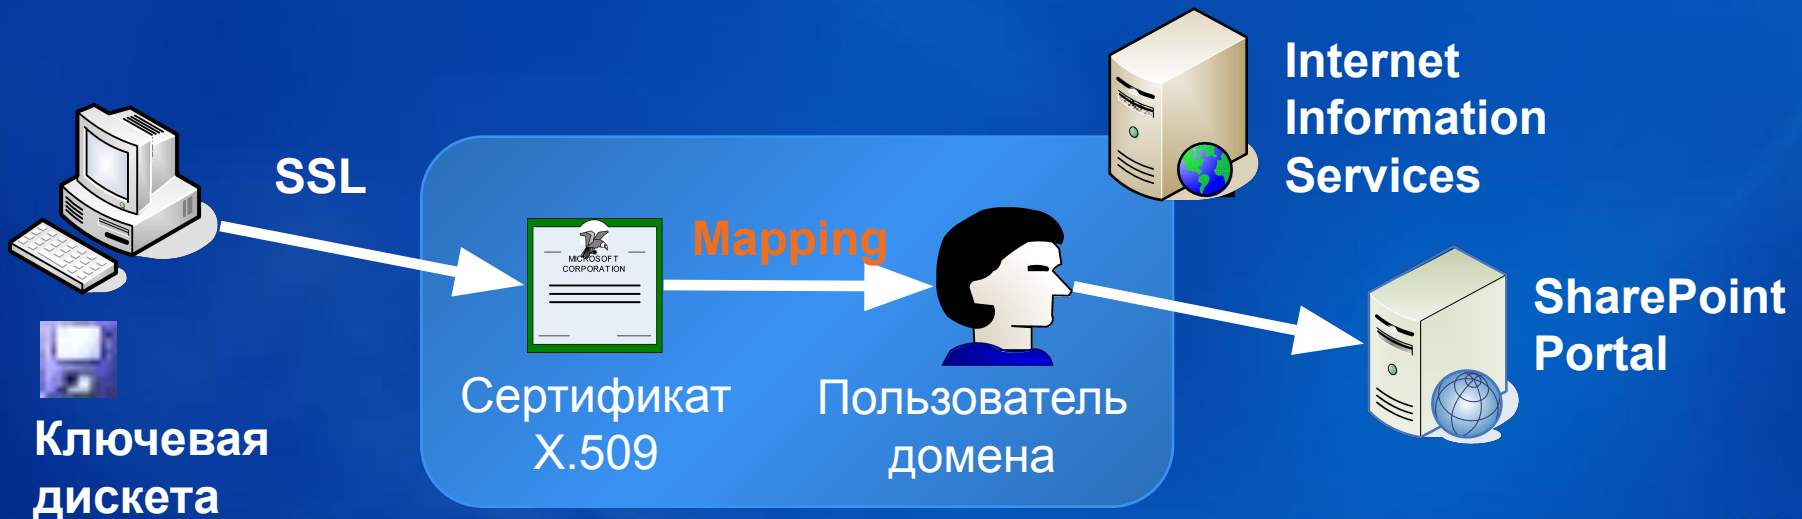 SSL
Ключевая
дискета
MICROSOFT
CORPORATION
Сертификат
X.509
Mapping
Пользователь
домена
Internet
Information
Services
SharePoint
Portal